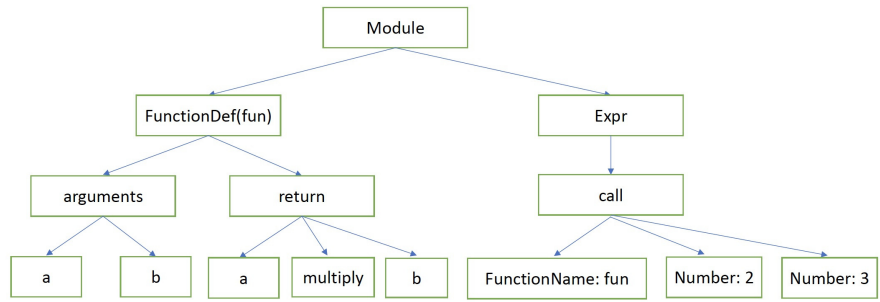 Module
FunctionDef(fun)
Expr
arguments
return
call
a
b
a
multiply
b
FunctionName: fun
Number: 2
Number: 3